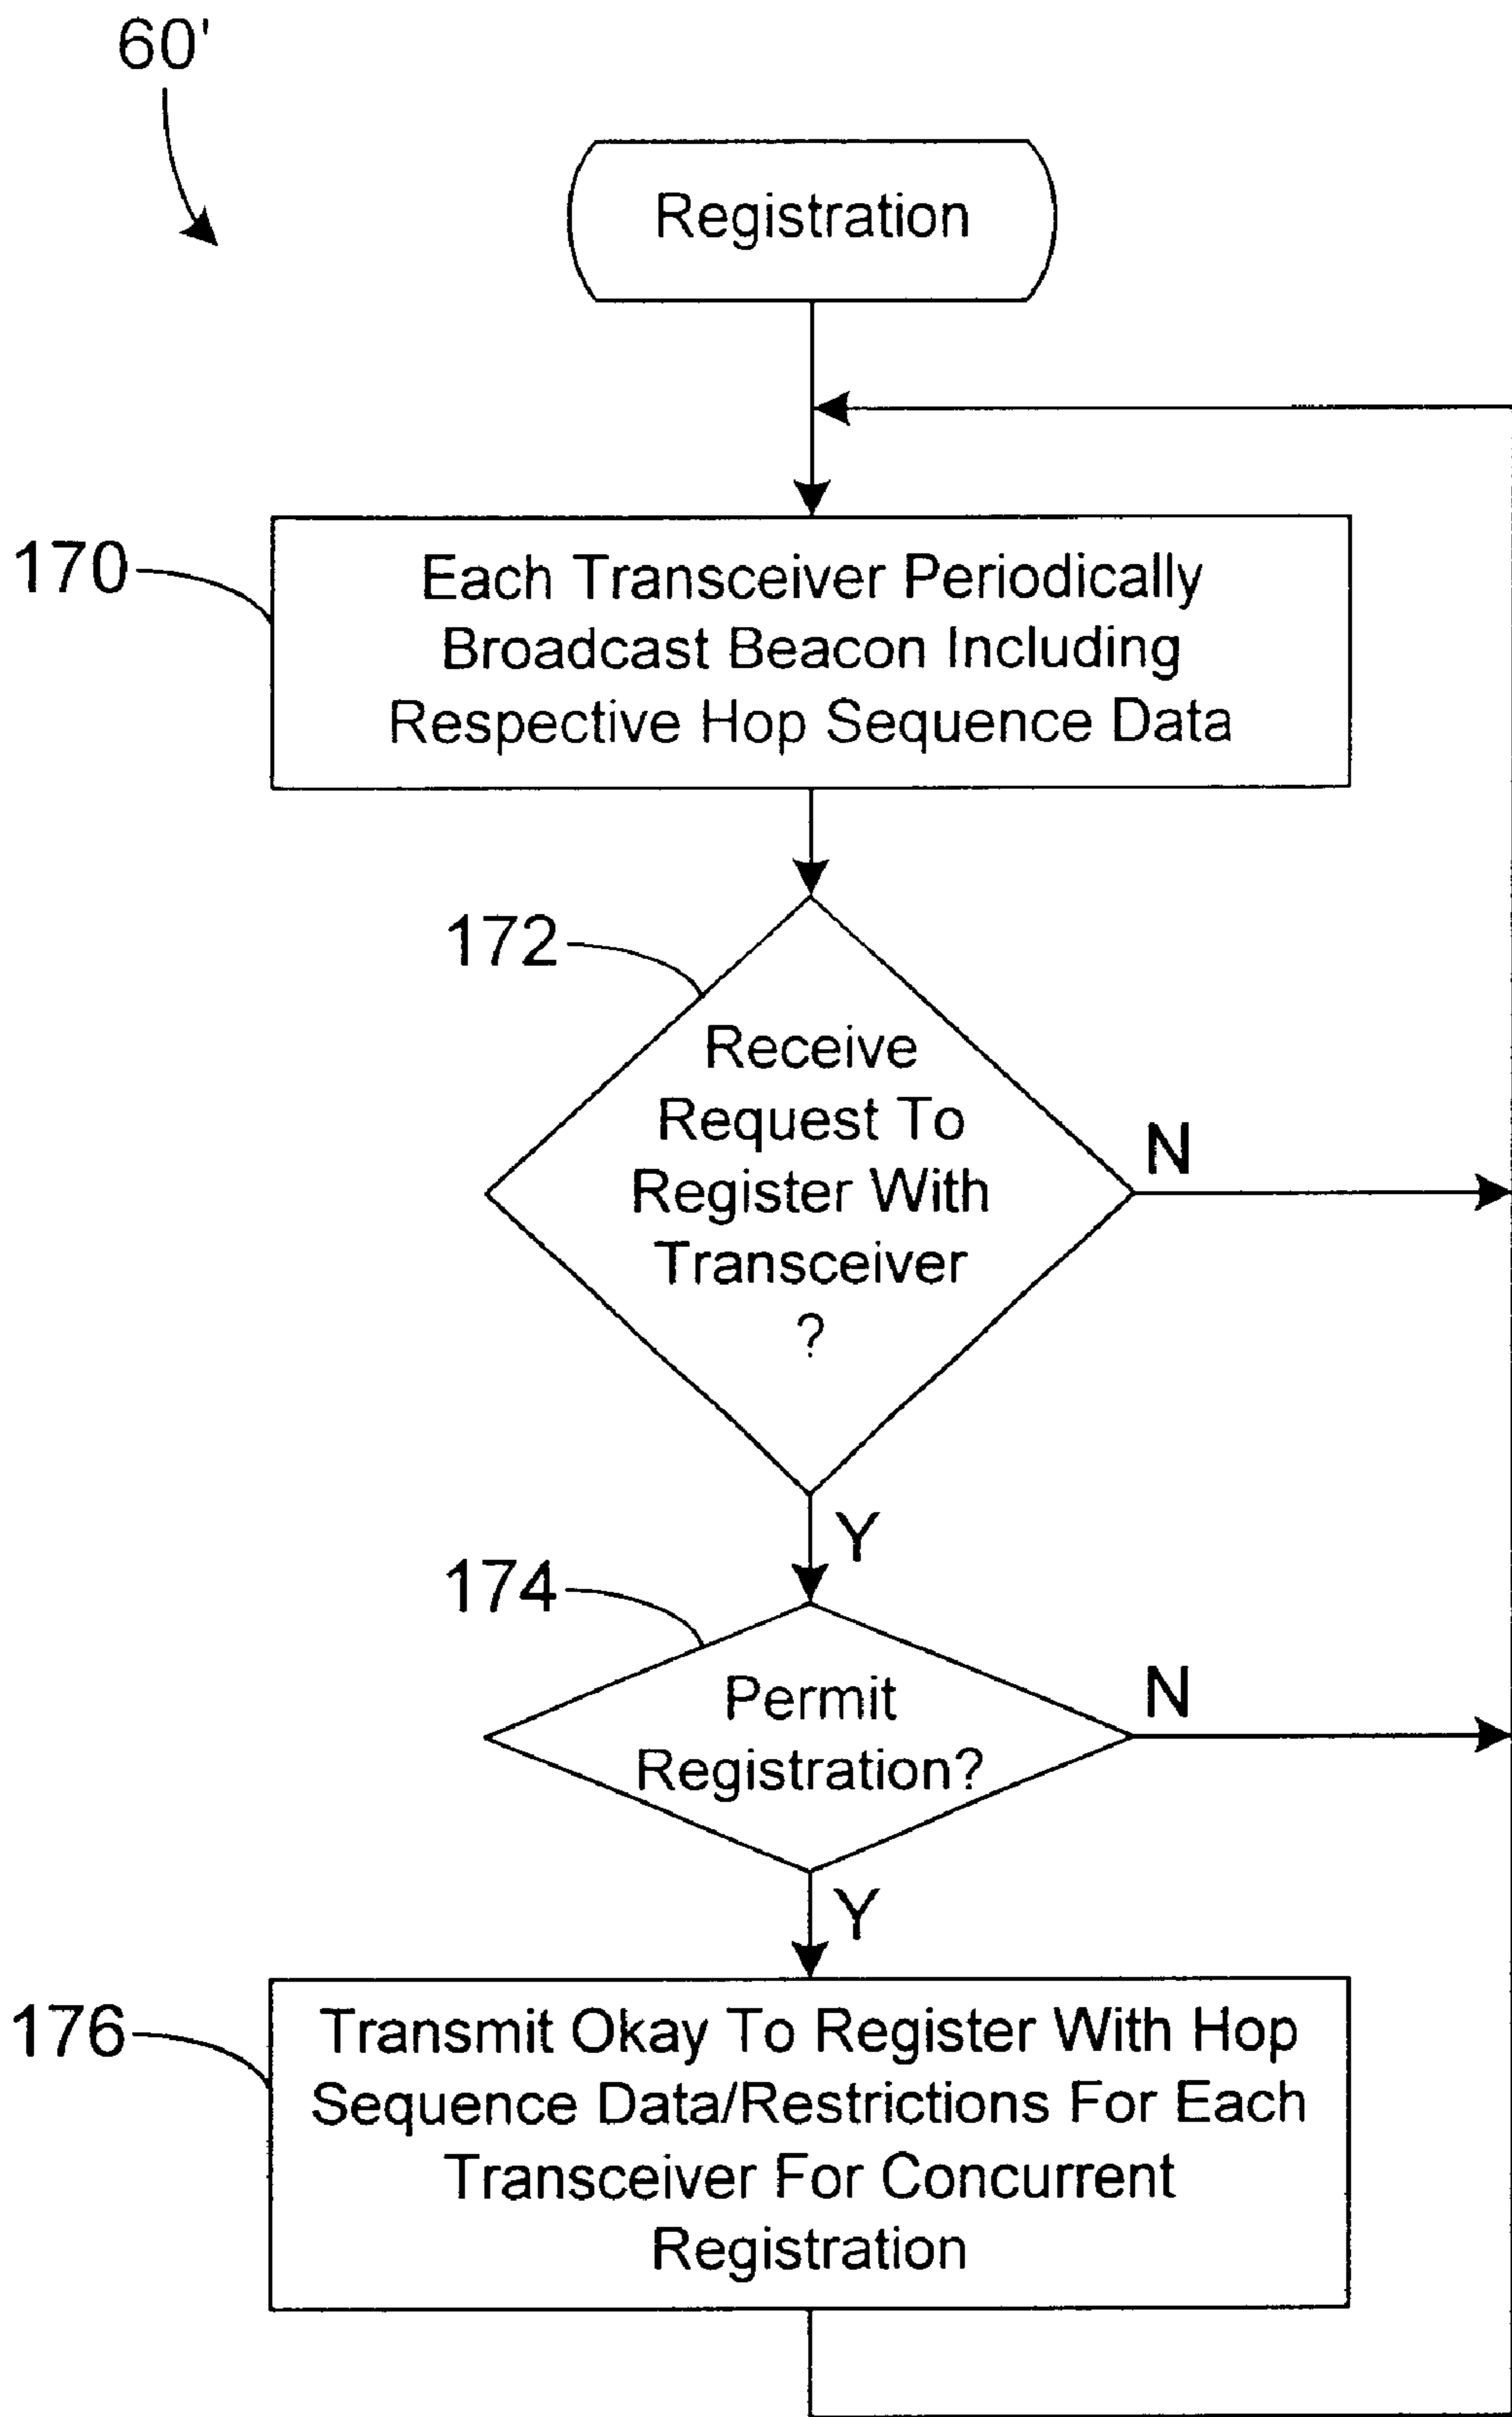 60'
Registration
170
Each Transceiver Periodically
Broadcast Beacon Including
Respective Hop Sequence Data
172
Receive
Request To
Register With
Transceiver
?
N
Y
174
Permit
Registration?
N
Y
176
Transmit Okay To Register With Hop
Sequence Data/Restrictions For Each
Transceiver For Concurrent
Registration